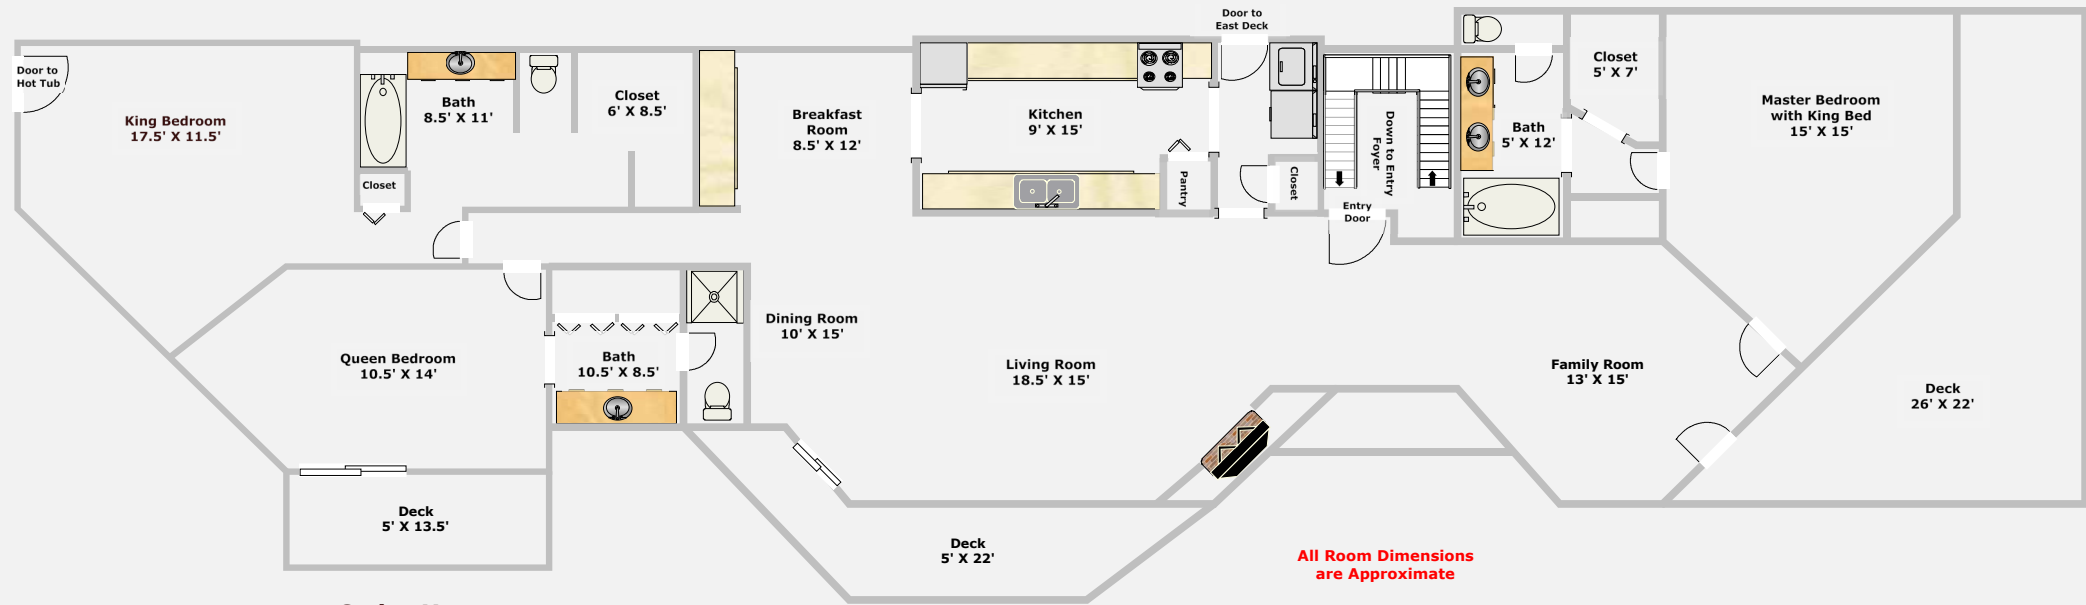 Door to
East Deck
Door to
Hot Tub
King Bedroom
17.5' X 11.5'
Bath
8.5' X 11'
Closet
Closet
6' X 8.5'
Breakfast
Room
8.5' X 12'
Kitchen
9' X 15'
Pantry
Closet
Down to Entry
Foyer
Entry
Door
Bath
5' X 12'
Closet
5' X 7'
Master Bedroom
with King Bed
15' X 15'
Queen Bedroom
10.5' X 14'
Bath
10.5' X 8.5'
Dining Room
10' X 15'
Living Room
18.5' X 15'
Family Room
13' X 15'
Deck
26' X 22'
Deck
5' X 13.5'
Deck
5' X 22'
All Room Dimensions
are Approximate